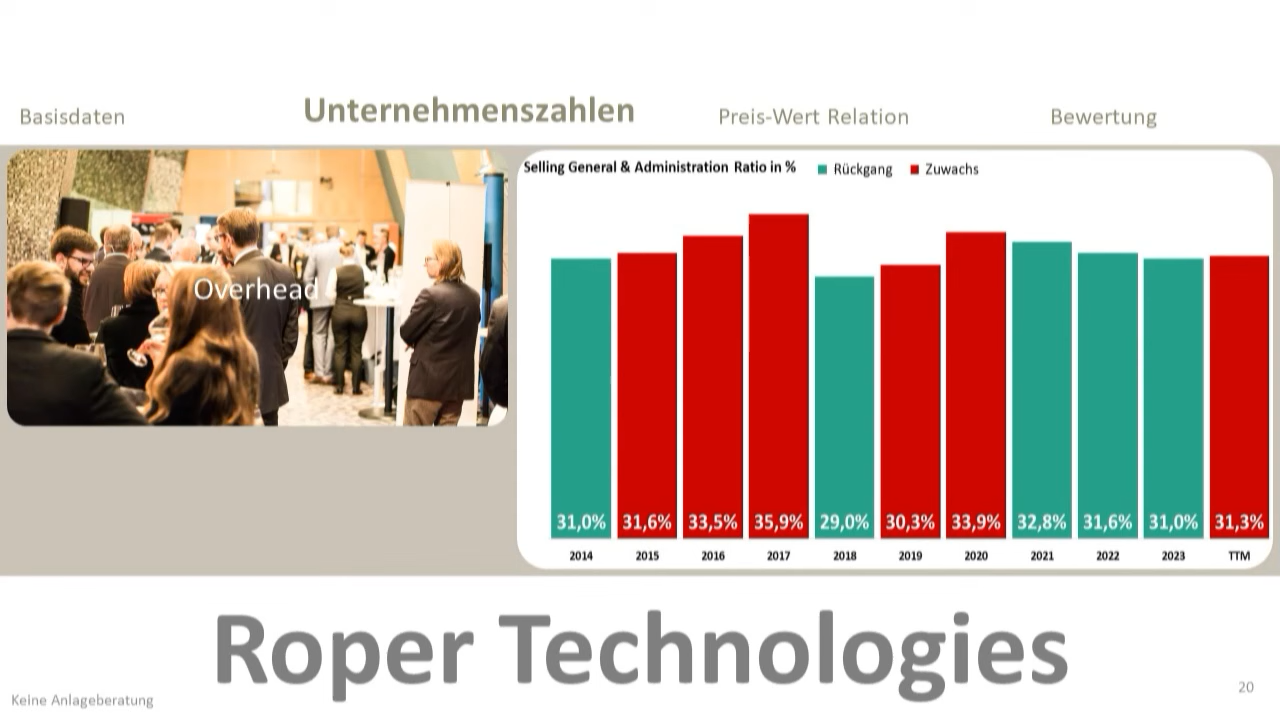 Basisdaten
Unternehmenszahlen
Preis-Wert Relation
Bewertung
Overhead
Selling General & Administration Ratio in %
Rückgang
Zuwachs
31,0% 31,6% 33,5% 35,9% 29,0% 30,3% 33,9% 32,8% 31,6% 31,0% 31,3%
2014 2015 2016 2017 2018 2019 2020 2021 2022 2023 TTM
Roper Technologies
Keine Anlageberatung
20